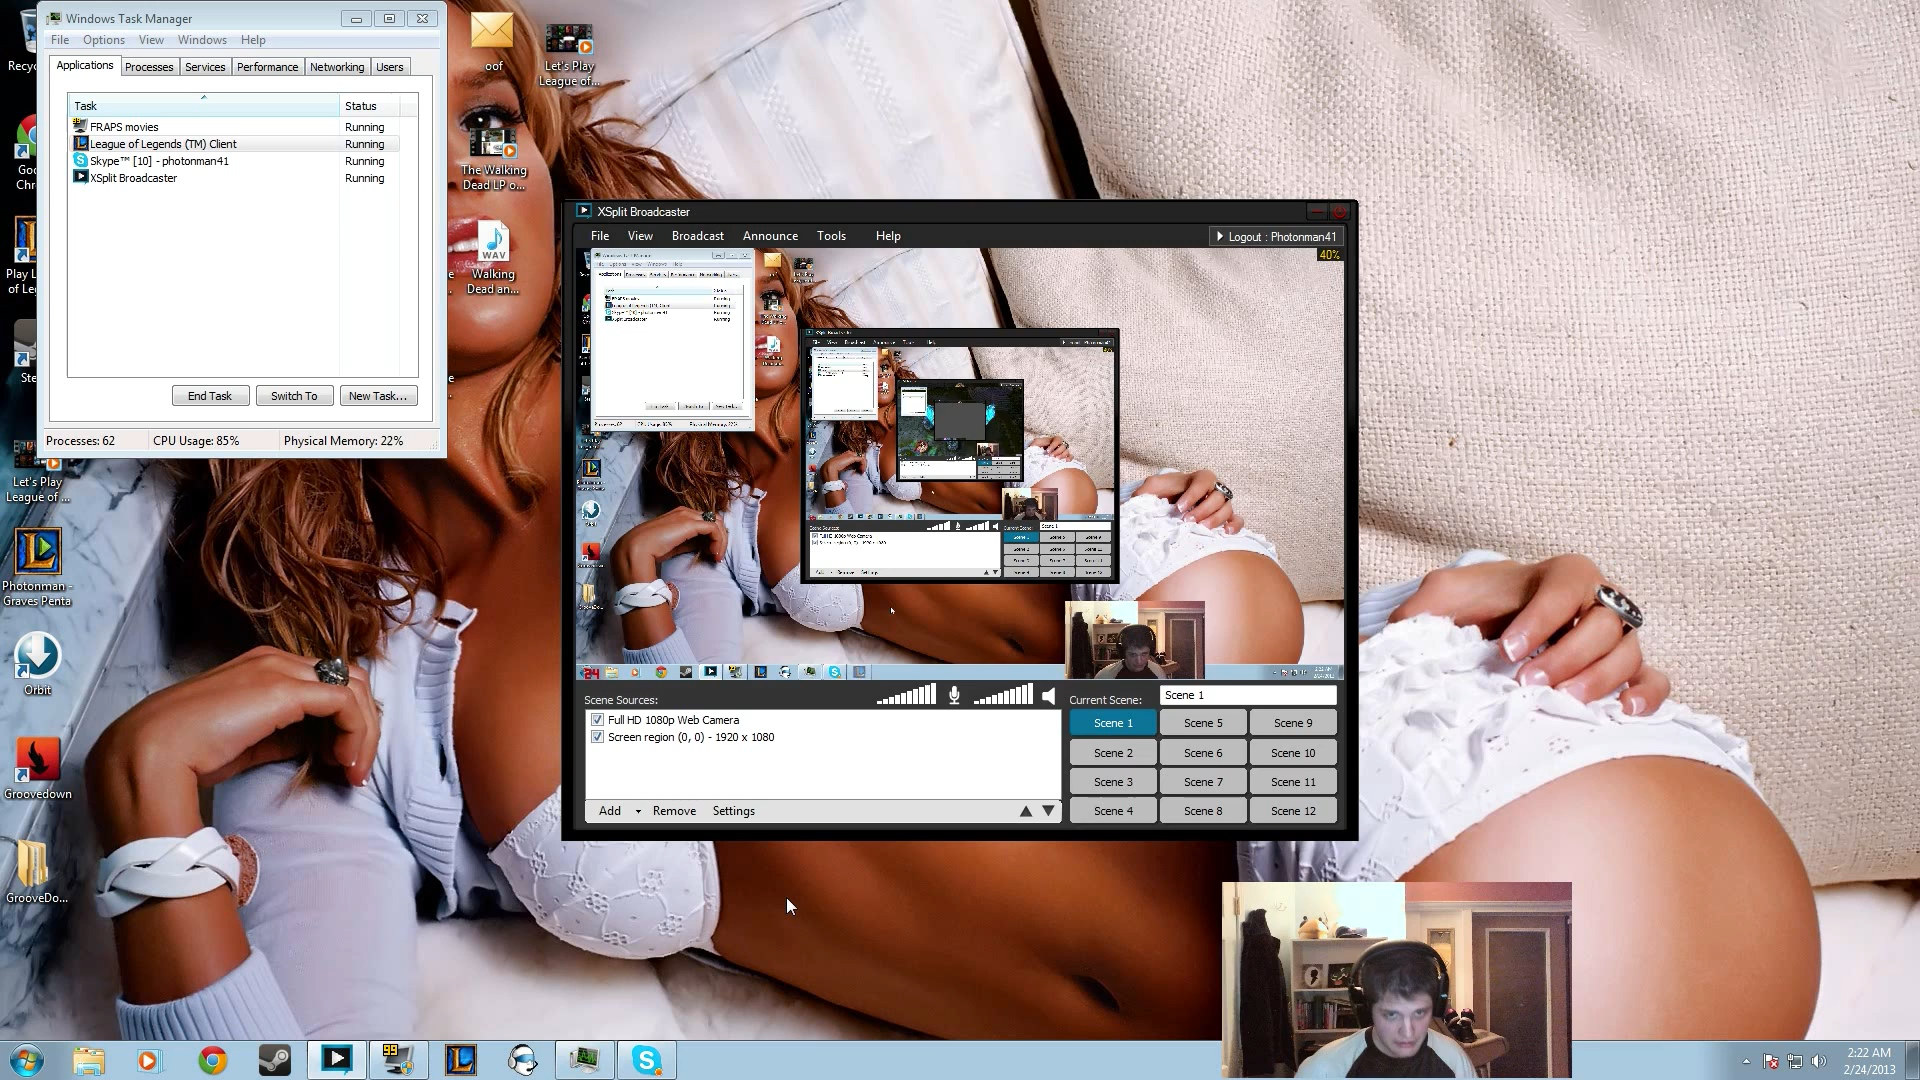 Windows Task Manager
File Options View Windows Help
Applications Processes Services Performance Networking Users
Task Status
FRAPS movies Running
League of Legends (TM) Client Running
Skype™ [10] - photonman41 Running
XSplit Broadcaster Running
End Task Switch To New Task...
Processes: 62 CPU Usage: 85% Physical Memory: 22%
oof
Let's Play
League of...
The Walking
Dead LP o...
WAV
Walking
Dead an...
Let's Play
League of ...
Photonman -
Graves Penta
Orbit
Groovedown
GrooveDo...
XSplit Broadcaster
File View Broadcast Announce Tools Help
Logout : Photonman41
40%
Scene Sources:
Full HD 1080p Web Camera
Screen region (0, 0) - 1920 x 1080
Add Remove Settings
Current Scene: Scene 1
Scene 1 Scene 5 Scene 9
Scene 2 Scene 6 Scene 10
Scene 3 Scene 7 Scene 11
Scene 4 Scene 8 Scene 12
99
2:22 AM
2/24/2013